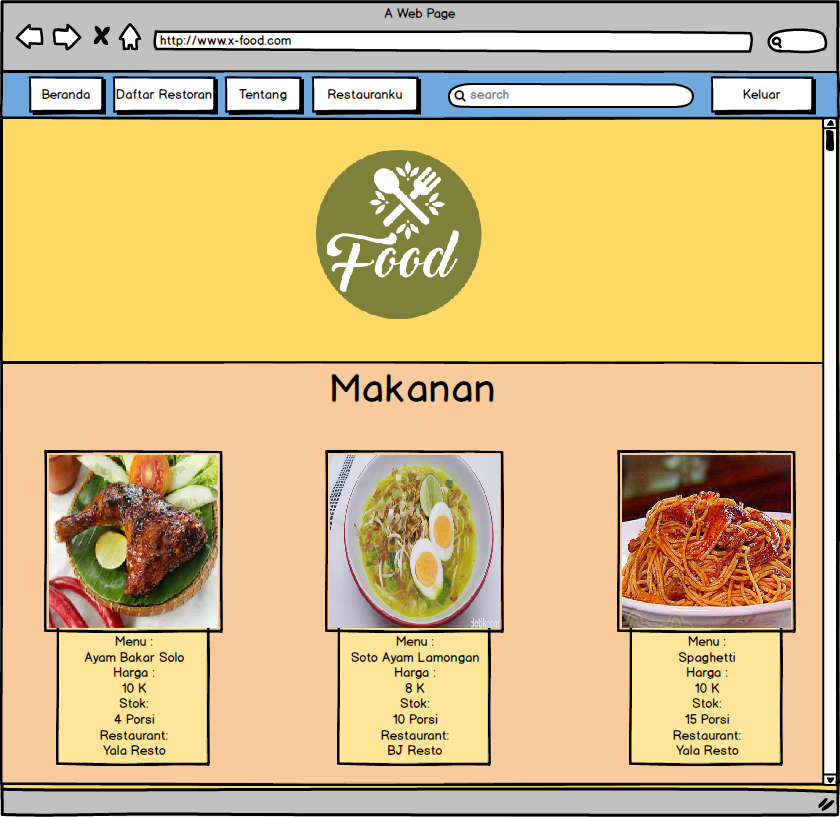 A Web Page
http://www.x-food.com
Beranda
Daftar Restoran
Tentang
Restauranku
search
Keluar
Food
Makanan
Menu :
Ayam Bakar Solo
Harga :
10 K
Stok:
4 Porsi
Restaurant:
Yala Resto
detikcom
Menu :
Soto Ayam Lamongan
Harga :
8 K
Stok:
10 Porsi
Restaurant:
BJ Resto
Menu :
Spaghetti
Harga :
10 K
Stok:
15 Porsi
Restaurant:
Yala Resto